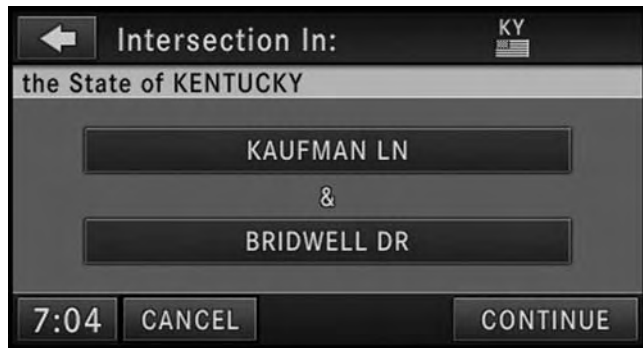 Intersection In:
KY
the State of KENTUCKY
KAUFMAN LN
&
BRIDWELL DR
7:04 CANCEL CONTINUE